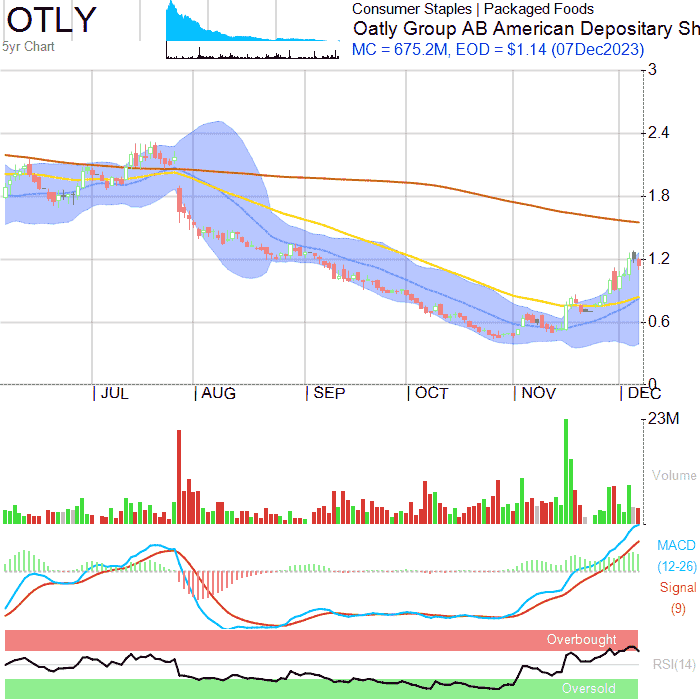 OTLY
5yr Chart
Consumer Staples | Packaged Foods
Oatly Group AB American Depositary Sh
MC = 675.2M, EOD = $1.14 (07Dec2023)
3
2.4
1.8
1.2
0.6
0
JUL AUG SEP OCT NOV DEC
23M
Volume
MACD
(12-26)
Signal
(9)
Overbought
RSI(14)
Oversold